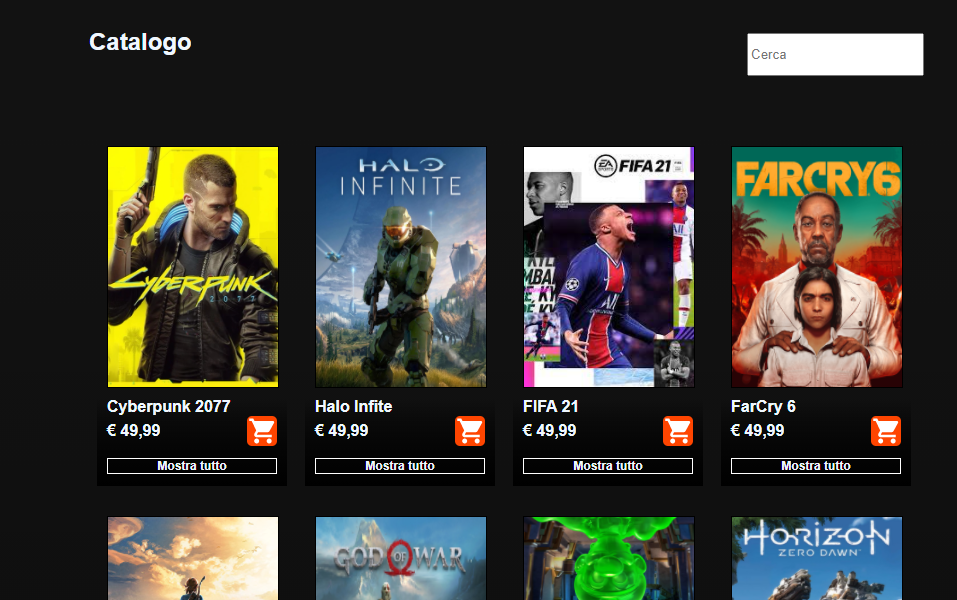 Catalogo
Cerca
CYBERPUNK
2077
HALO
INFINITE
EA SPORTS FIFA 21
FARCRY6
Cyberpunk 2077
€ 49,99
Mostra tutto
Halo Infite
€ 49,99
Mostra tutto
FIFA 21
€ 49,99
Mostra tutto
FarCry 6
€ 49,99
Mostra tutto
GOD OF WAR
HORIZON
ZERO DAWN